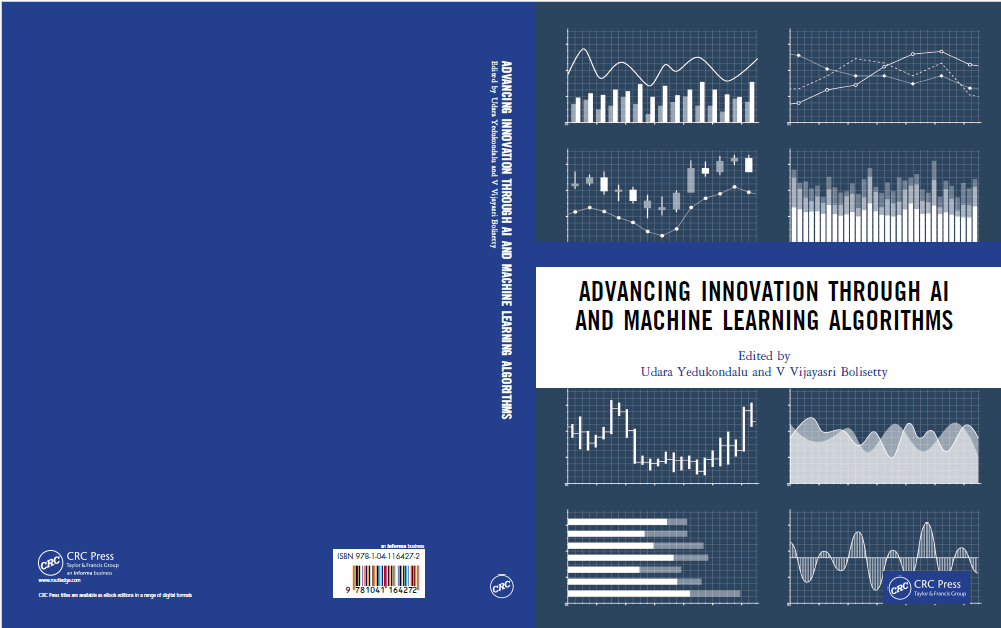 ADVANCING INNOVATION THROUGH AI AND MACHINE LEARNING ALGORITHMS
Edited by Udara Yedukondalu and V Vijayasri Bolisetty
ADVANCING INNOVATION THROUGH AI
AND MACHINE LEARNING ALGORITHMS
Edited by
Udara Yedukondalu and V Vijayasri Bolisetty
CRC
CRC Press
Taylor & Francis Group
an informa business
www.routledge.com
CRC Press titles are available as eBook editions in a range of digital formats
an informa business
ISBN 978-1-04-116427-2
9 781041 164272
CRC
CRC
CRC Press
Taylor & Francis Group